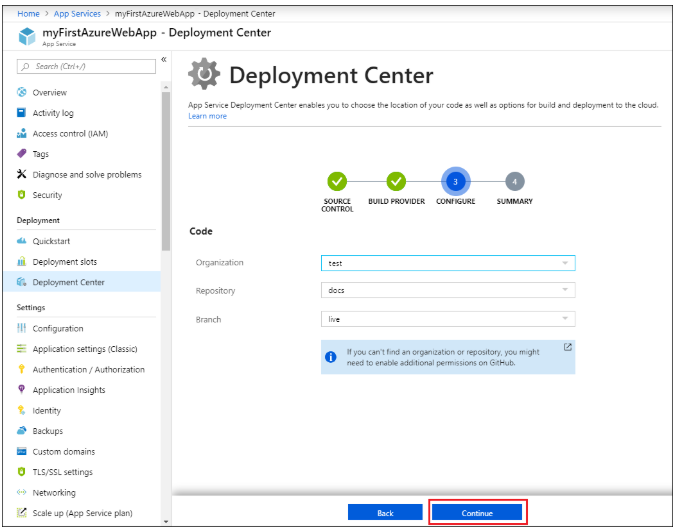 Home > App Services > myFirstAzureWebApp - Deployment Center
myFirstAzureWebApp - Deployment Center
App Service
Search (Ctrl+/)
«
Overview
Activity log
Access control (IAM)
Tags
Diagnose and solve problems
Security
Deployment
Quickstart
Deployment slots
Deployment Center
Settings
Configuration
Application settings (Classic)
Authentication / Authorization
Application Insights
Identity
Backups
Custom domains
TLS/SSL settings
Networking
Scale up (App Service plan)
Deployment Center
App Service Deployment Center enables you to choose the location of your code as well as options for build and deployment to the cloud.
Learn more
3 4
SOURCE CONTROL
BUILD PROVIDER
CONFIGURE
SUMMARY
Code
Organization test
Repository docs
Branch live
If you can't find an organization or repository, you might
need to enable additional permissions on GitHub.
Back Continue